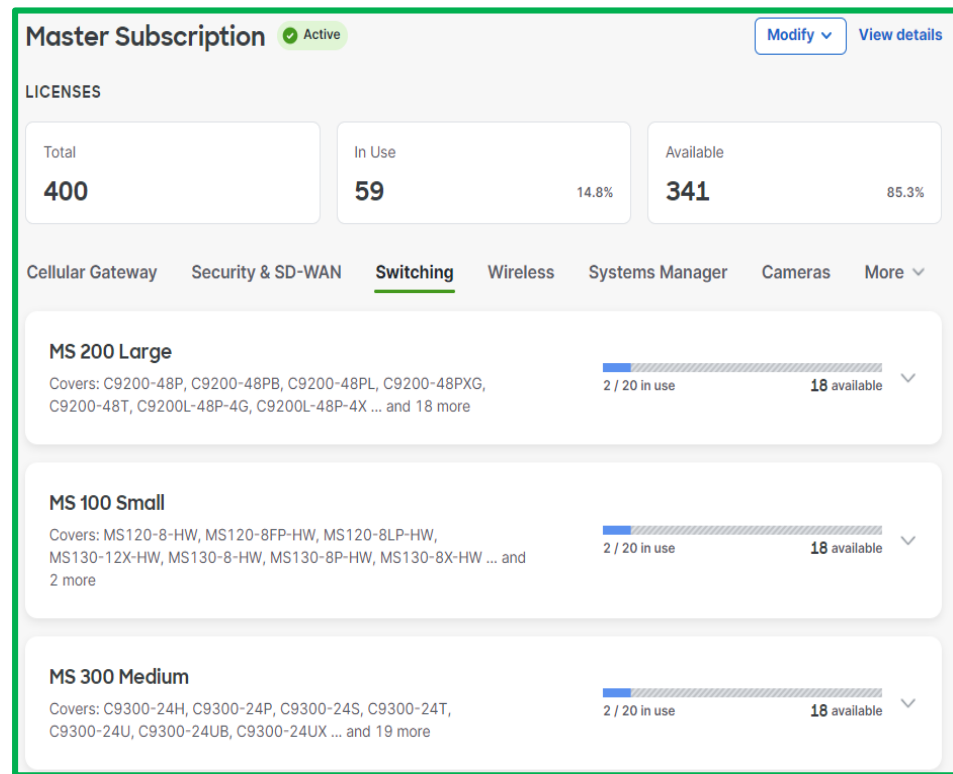 Master Subscription Active Modify View details
LICENSES
Total In Use Available
400 59 14.8% 341 85.3%
Cellular Gateway Security & SD-WAN Switching Wireless Systems Manager Cameras More
MS 200 Large
Covers: C9200-48P, C9200-48PB, C9200-48PL, C9200-48PXG,
C9200-48T, C9200L-48P-4G, C9200L-48P-4X ... and 18 more
2 / 20 in use 18 available
MS 100 Small
Covers: MS120-8-HW, MS120-8FP-HW, MS120-8LP-HW,
MS130-12X-HW, MS130-8-HW, MS130-8P-HW, MS130-8X-HW ... and
2 more
2 / 20 in use 18 available
MS 300 Medium
Covers: C9300-24H, C9300-24P, C9300-24S, C9300-24T,
C9300-24U, C9300-24UB, C9300-24UX ... and 19 more
2 / 20 in use 18 available